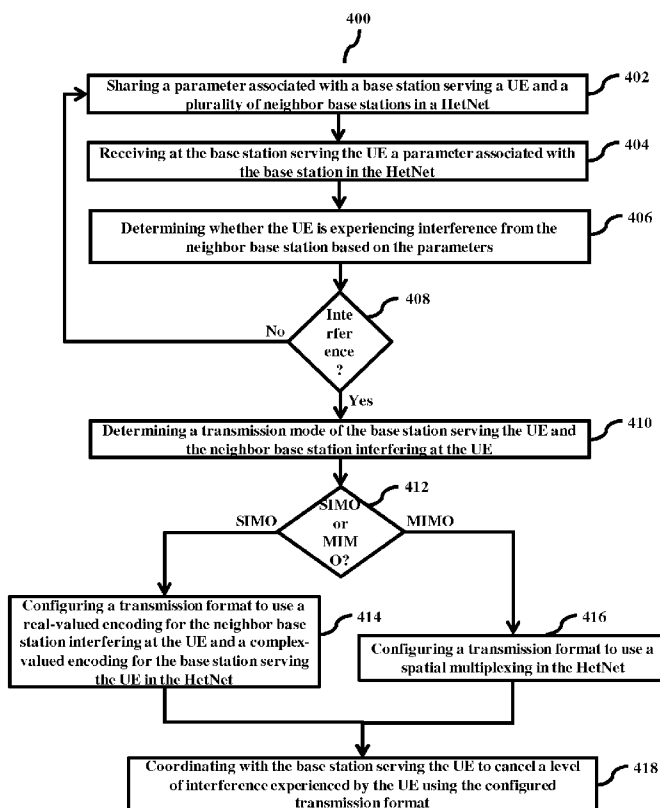 400
Sharing a parameter associated with a base station serving a UE and a
plurality of neighbor base stations in a HetNet
402
Receiving at the base station serving the UE a parameter associated with
the base station in the HetNet
404
Determining whether the UE is experiencing interference from the
neighbor base station based on the parameters
406
408
Inte
rfer
ence
?
No
Yes
Determining a transmission mode of the base station serving the UE and
the neighbor base station interfering at the UE
410
412
SIMO
or
MIM
O?
SIMO
MIMO
Configuring a transmission format to use a
real-valued encoding for the neighbor base
station interfering at the UE and a complex-
valued encoding for the base station serving
the UE in the HetNet
414
416
Configuring a transmission format to use a
spatial multiplexing in the HetNet
Coordinating with the base station serving the UE to cancel a level
of interference experienced by the UE using the configured
transmission format
418